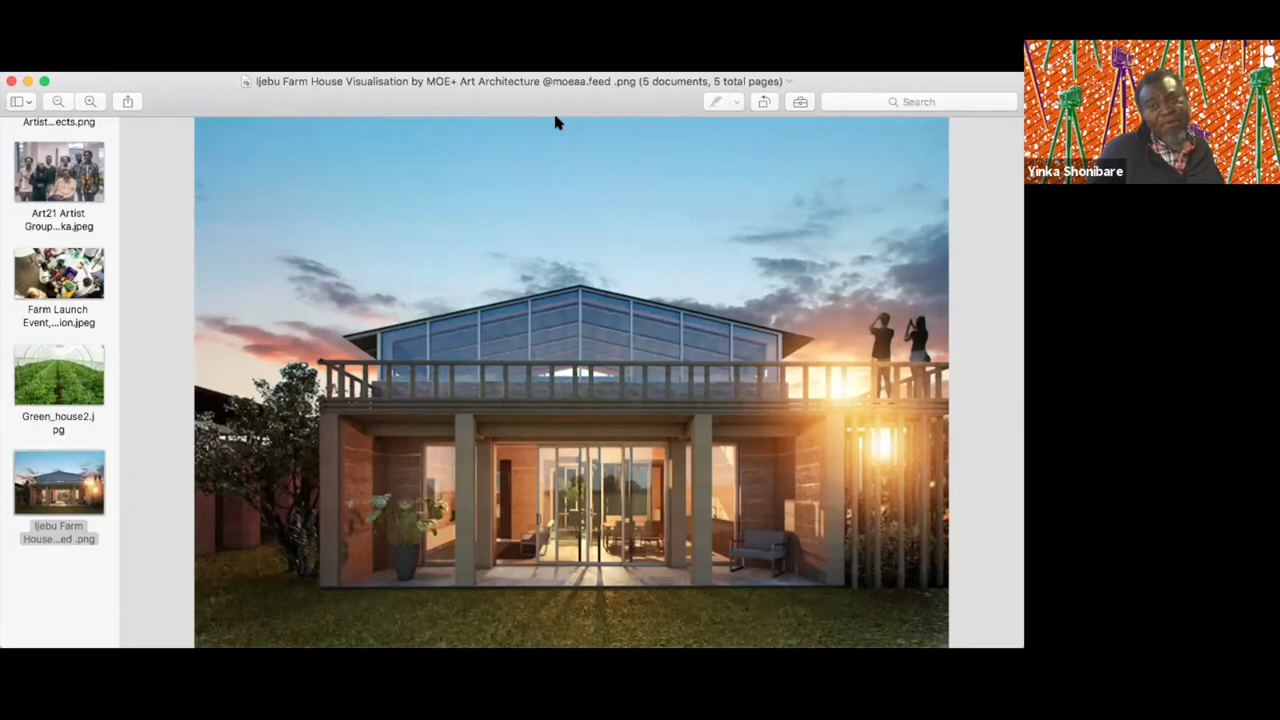 Ijebu Farm House Visualisation by MOE+ Art Architecture @moeaa.feed .png (5 documents, 5 total pages)
Search
Artist...ects.png
Art21 Artist
Group...ka.jpeg
Farm Launch
Event,...ion.jpeg
Green_house2.j
pg
Ijebu Farm
House...ed .png
Yinka Shonibare